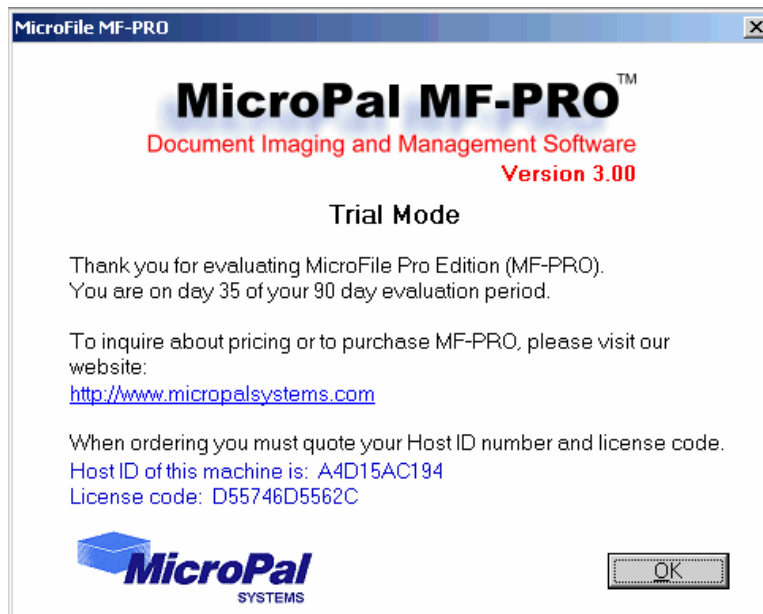 MicroFile MF-PRO
MicroPal MF-PRO™
Document Imaging and Management Software
Version 3.00
Trial Mode
Thank you for evaluating MicroFile Pro Edition (MF-PRO).
You are on day 35 of your 90 day evaluation period.
To inquire about pricing or to purchase MF-PRO, please visit our
website:
http://www.micropalsystems.com
When ordering you must quote your Host ID number and license code.
Host ID of this machine is: A4D15AC194
License code: D55746D5562C
MicroPal
SYSTEMS
OK